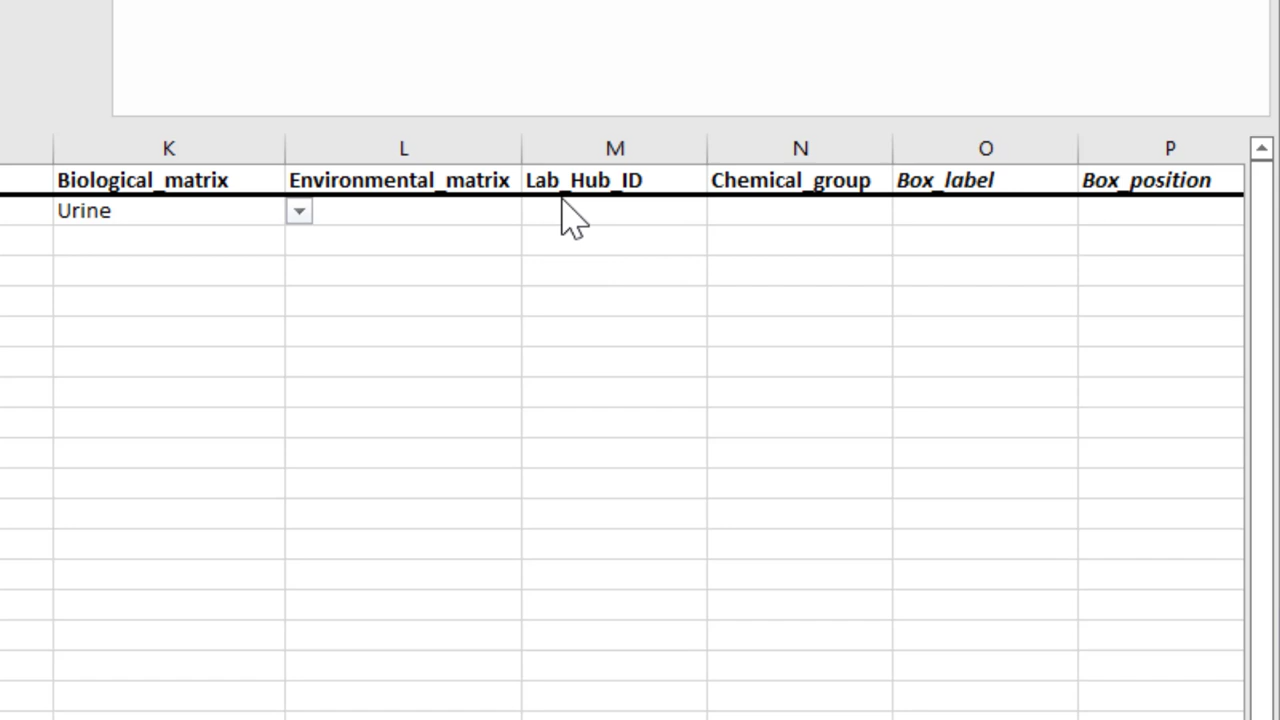 K L M N O P
Biological_matrix Environmental_matrix Lab_Hub_ID Chemical_group Box_label Box_position
Urine